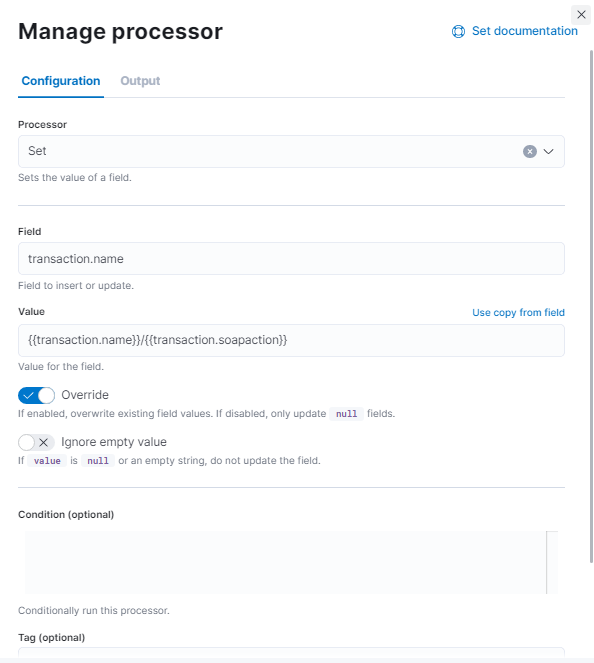 Manage processor
Set documentation
Configuration Output
Processor
Set
Sets the value of a field.
Field
transaction.name
Field to insert or update.
Value Use copy from field
{{transaction.name}}/{{transaction.soapaction}}
Value for the field.
Override
If enabled, overwrite existing field values. If disabled, only update null fields.
Ignore empty value
If value is null or an empty string, do not update the field.
Condition (optional)
Conditionally run this processor.
Tag (optional)